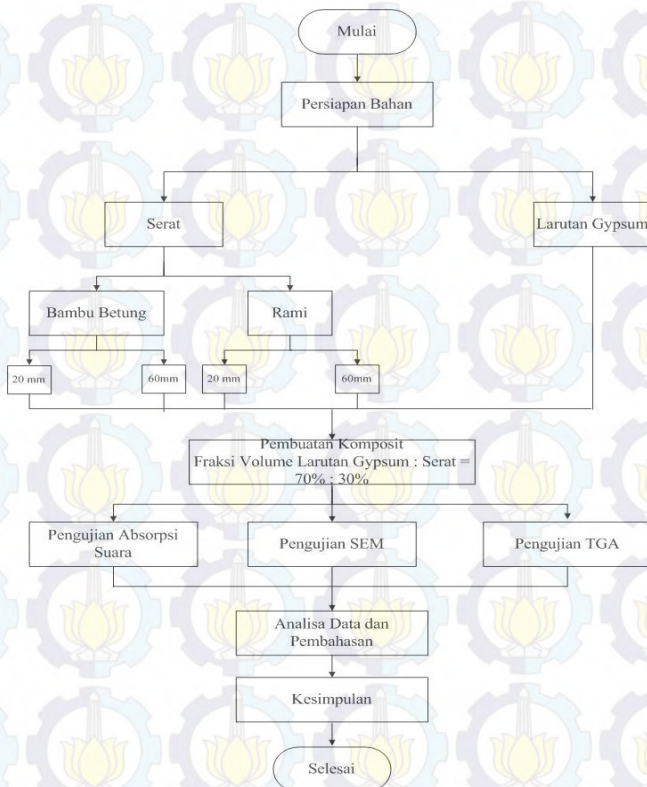 Mulai
Persiapan Bahan
Serat
Larutan Gypsum
Bambu Betung
Rami
20 mm
60mm
20 mm
60mm
Pembuatan Komposit
Fraksi Volume Larutan Gypsum : Serat =
70% : 30%
Pengujian Absorpsi
Suara
Pengujian SEM
Pengujian TGA
Analisa Data dan
Pembahasan
Kesimpulan
Selesai